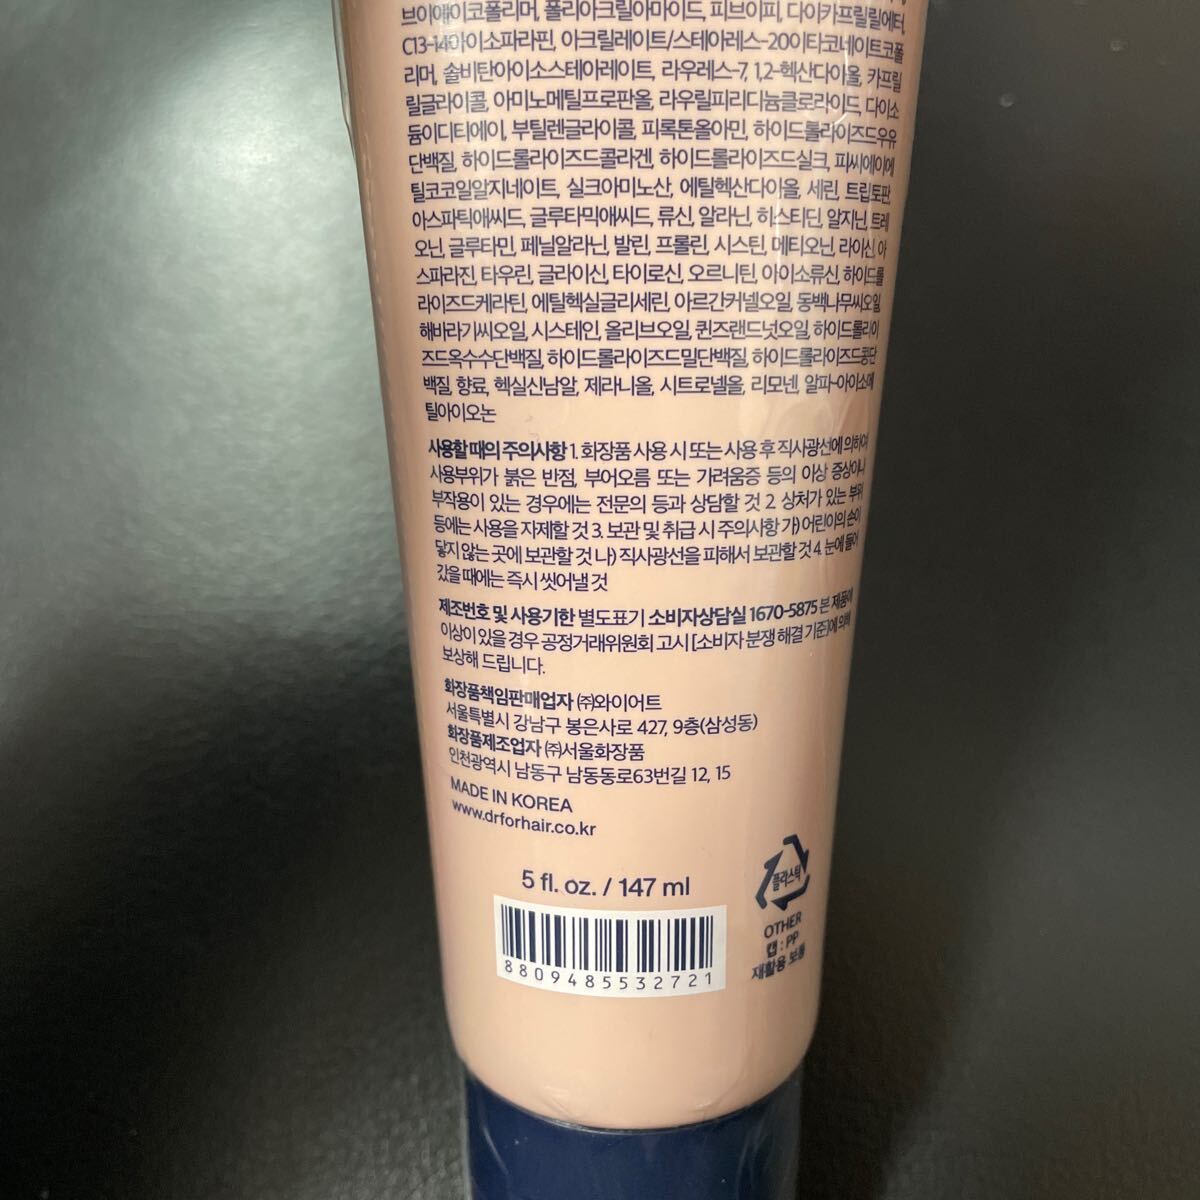 브이에이코폴리머, 폴리아크릴아마이드, 피브이피, 다이카프릴릴에터,
C13-14아이소파라핀, 아크릴레이트/스테아레스-20이타코네이트코폴
리머, 솔비탄아이소스테아레이트, 라우레스-7, 1,2-헥산다이올, 카프릴
릴글라이콜, 아미노메틸프로판올, 라우릴피리디늄클로라이드, 다이소
듐이디티에이, 부틸렌글라이콜, 피록톤올아민, 하이드롤라이즈드우유
단백질, 하이드롤라이즈드콜라겐, 하이드롤라이즈드실크, 피씨에이에
틸코코일알지네이트, 실크아미노산, 에틸헥산다이올, 세린, 트립토판,
아스파틱애씨드, 글루타믹애씨드, 류신, 알라닌, 히스티딘, 알지닌, 트레
오닌, 글루타민, 페닐알라닌, 발린, 프롤린, 시스틴, 메티오닌, 라이신, 아
스파라진, 타우린, 글라이신, 타이로신, 오르니틴, 아이소류신, 하이드롤
라이즈드케라틴, 에틸헥실글리세린, 아르간커넬오일, 동백나무씨오일,
해바라기씨오일, 시스테인, 올리브오일, 퀸즈랜드넛오일, 하이드롤라이
즈드옥수수단백질, 하이드롤라이즈드밀단백질, 하이드롤라이즈드콩단
백질, 향료, 헥실신남알, 제라니올, 시트로넬올, 리모넨, 알파-아이소메
틸아이오논
사용할 때의 주의사항 1. 화장품 사용 시 또는 사용 후 직사광선에 의하여
사용부위가 붉은 반점, 부어오름 또는 가려움증 등의 이상 증상이나
부작용이 있는 경우에는 전문의 등과 상담할 것 2. 상처가 있는 부위
등에는 사용을 자제할 것 3. 보관 및 취급 시 주의사항 가) 어린이의 손이
닿지 않는 곳에 보관할 것 나) 직사광선을 피해서 보관할 것 4. 눈에 들어
갔을 때에는 즉시 씻어낼 것
제조번호 및 사용기한 별도표기 소비자상담실 1670-5875 본 제품에
이상이 있을 경우 공정거래위원회 고시 [소비자 분쟁 해결 기준]에 의해
보상해 드립니다.
화장품책임판매업자 ㈜와이어트
서울특별시 강남구 봉은사로 427, 9층(삼성동)
화장품제조업자 ㈜서울화장품
인천광역시 남동구 남동동로63번길 12, 15
MADE IN KOREA
www.drforhair.co.kr
5 fl. oz. / 147 ml
8809485532721
플라스틱
OTHER
캡 : PP
재활용 보통